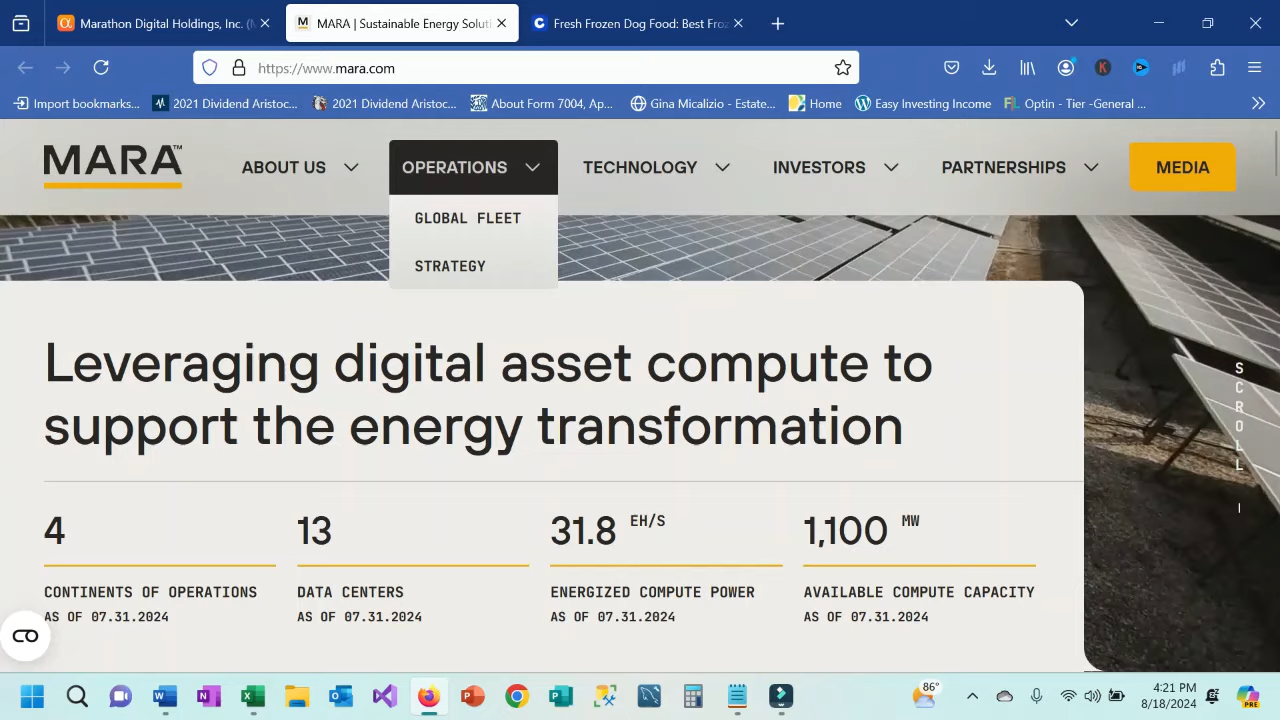 Marathon Digital Holdings, Inc. (M
MARA | Sustainable Energy Soluti
Fresh Frozen Dog Food: Best Fro
https://www.mara.com
Import bookmarks...
2021 Dividend Aristoc...
2021 Dividend Aristoc...
About Form 7004, Ap...
Gina Micalizio - Estate...
Home
Easy Investing Income
Optin - Tier -General ...
MARA™
ABOUT US
OPERATIONS
TECHNOLOGY
INVESTORS
PARTNERSHIPS
MEDIA
GLOBAL FLEET
STRATEGY
Leveraging digital asset compute to
support the energy transformation
SCROLL
4
CONTINENTS OF OPERATIONS
AS OF 07.31.2024
13
DATA CENTERS
AS OF 07.31.2024
31.8 EH/S
ENERGIZED COMPUTE POWER
AS OF 07.31.2024
1,100 MW
AVAILABLE COMPUTE CAPACITY
AS OF 07.31.2024
86°
4:21 PM
8/18/2024
PRE